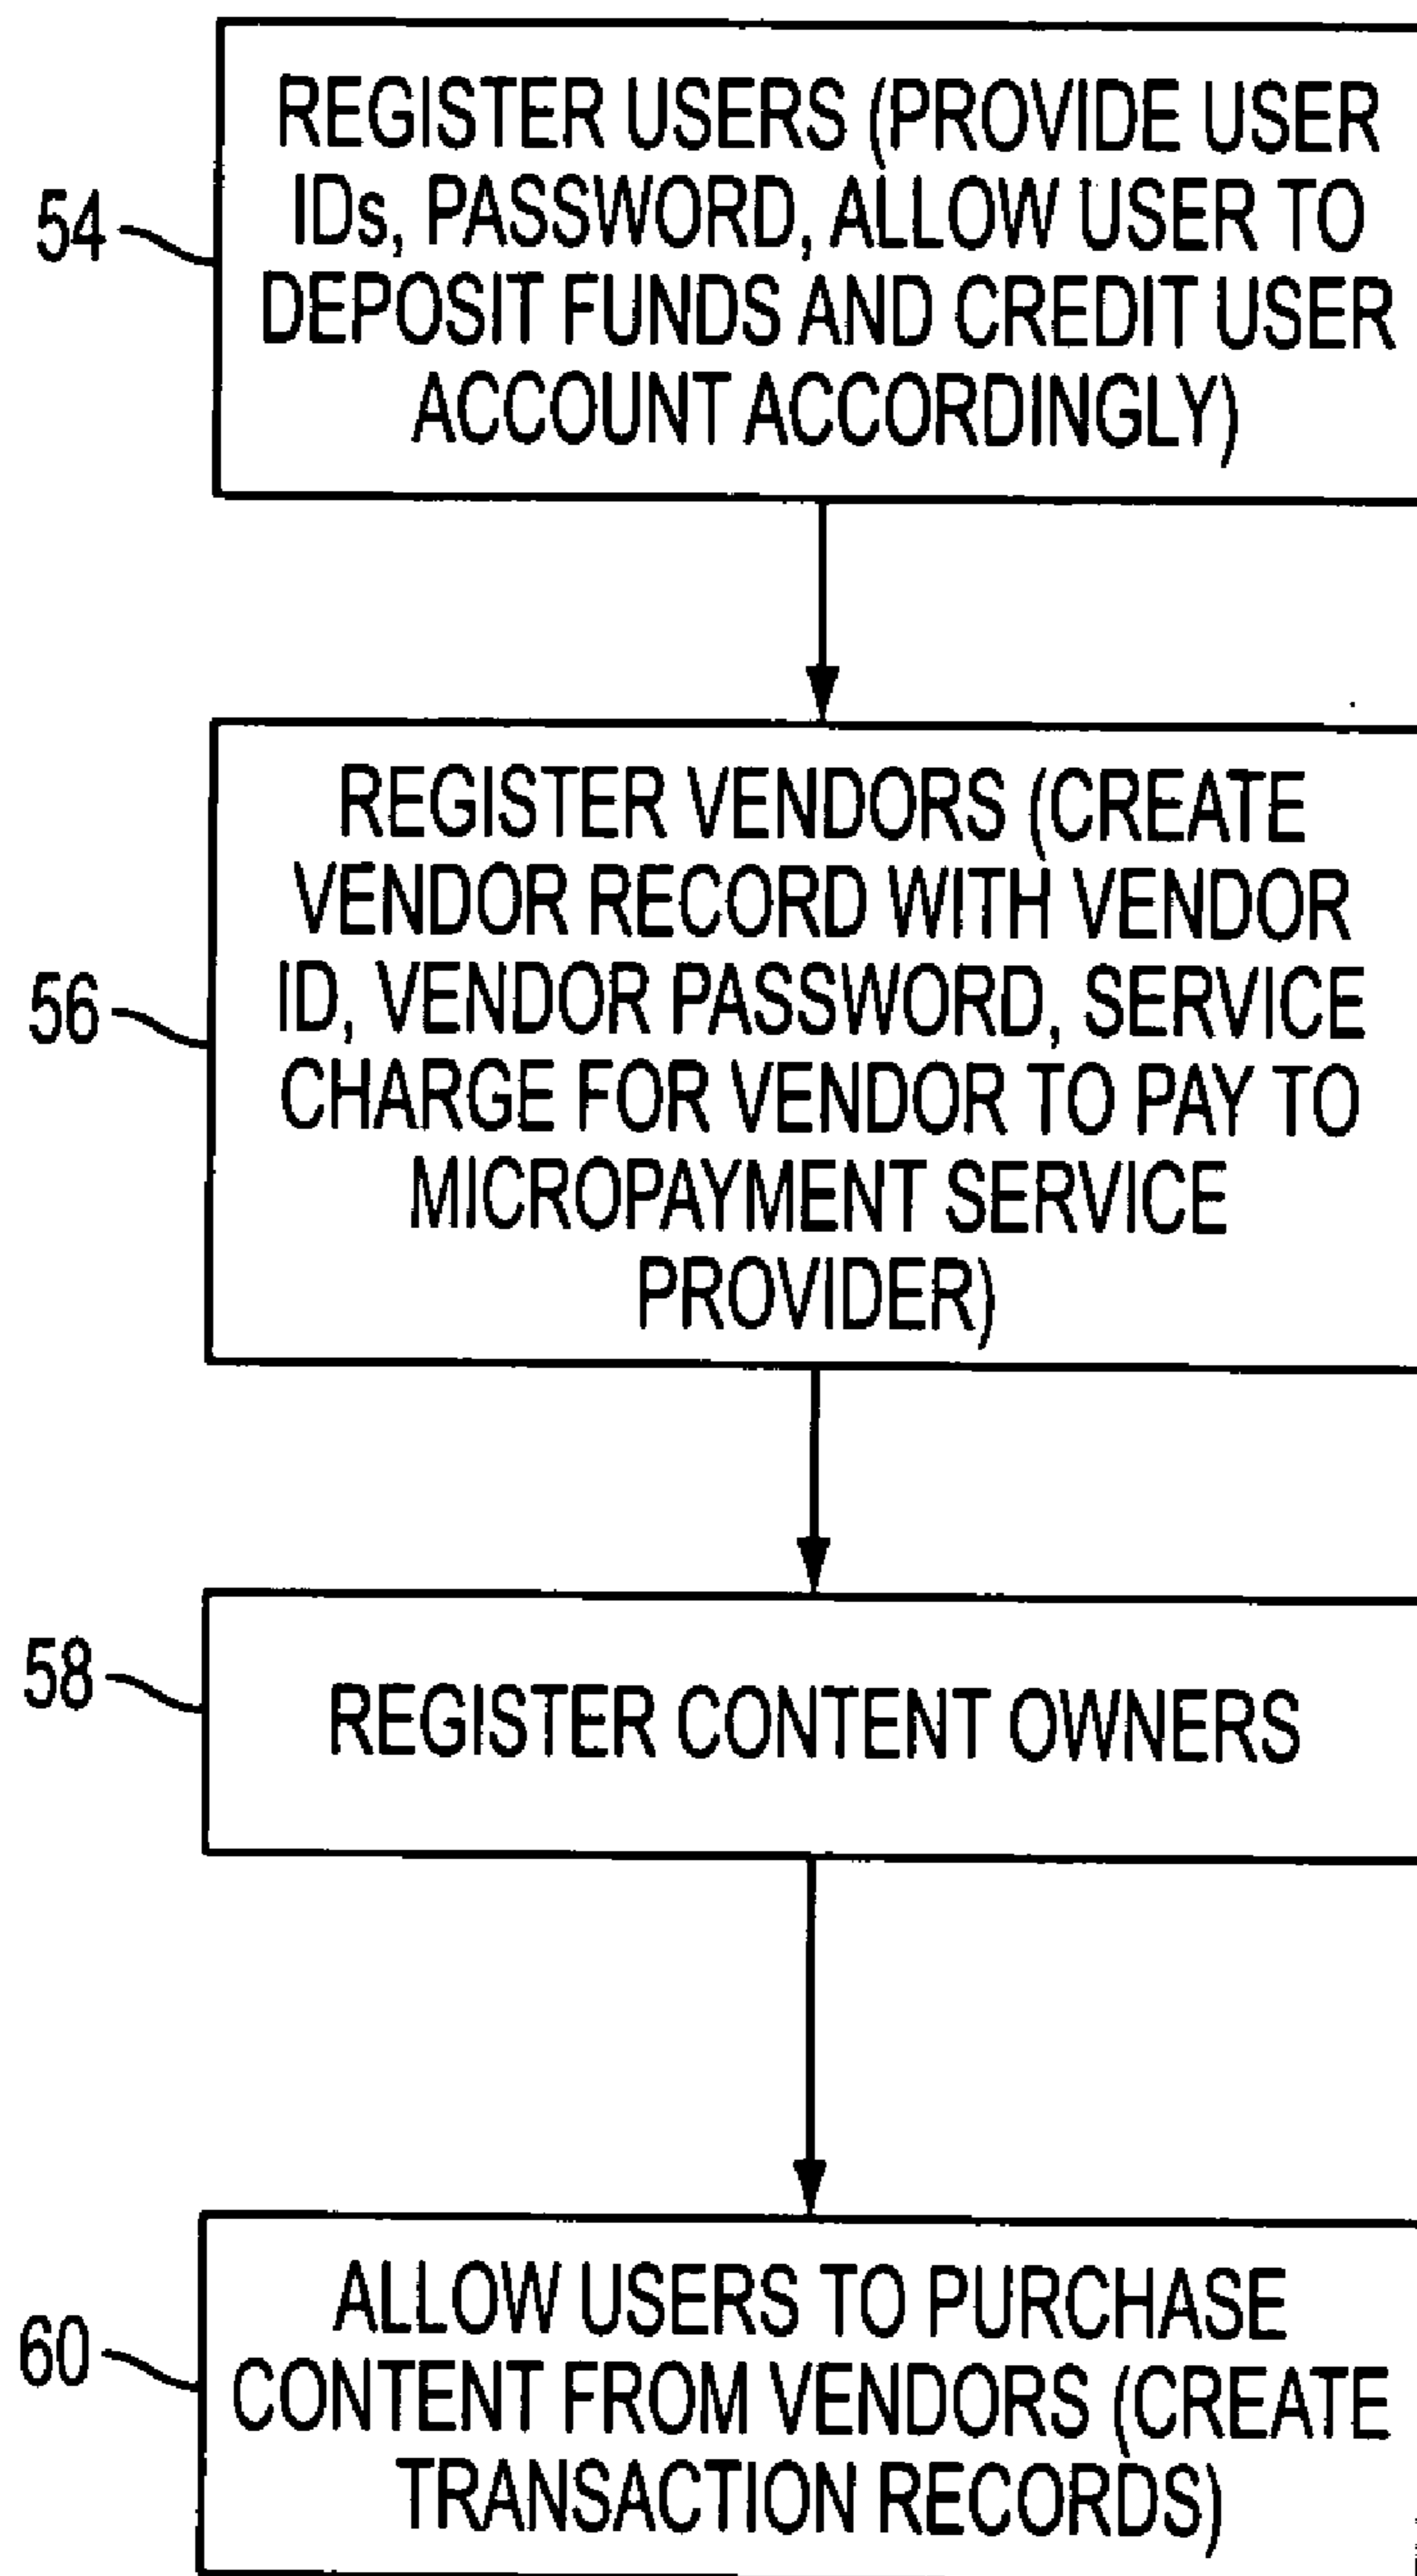 54
REGISTER USERS (PROVIDE USER
IDs, PASSWORD, ALLOW USER TO
DEPOSIT FUNDS AND CREDIT USER
ACCOUNT ACCORDINGLY)
56
REGISTER VENDORS (CREATE
VENDOR RECORD WITH VENDOR
ID, VENDOR PASSWORD, SERVICE
CHARGE FOR VENDOR TO PAY TO
MICROPAYMENT SERVICE
PROVIDER)
58
REGISTER CONTENT OWNERS
60
ALLOW USERS TO PURCHASE
CONTENT FROM VENDORS (CREATE
TRANSACTION RECORDS)